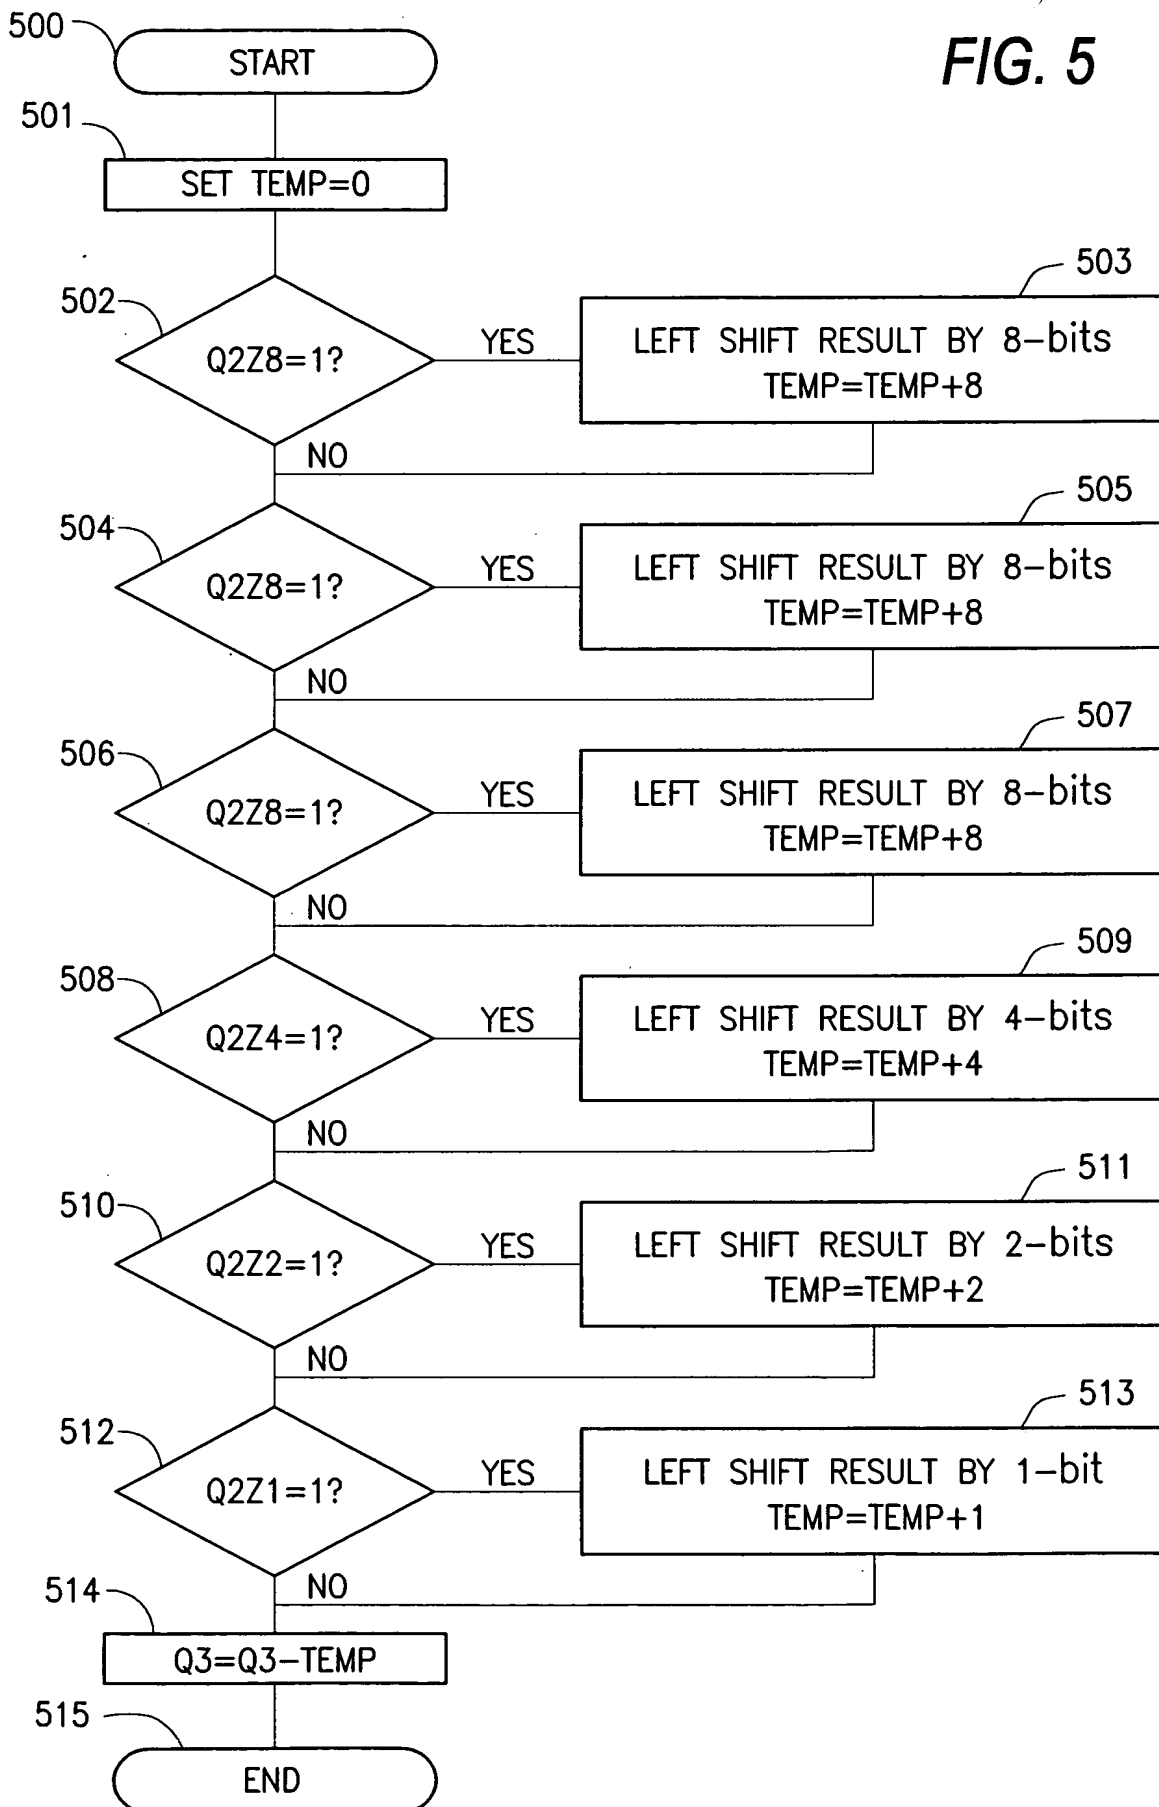 500
START
FIG. 5
501
SET TEMP=0
502
Q2Z8=1?
YES
503
LEFT SHIFT RESULT BY 8-bits
TEMP=TEMP+8
NO
504
Q2Z8=1?
YES
505
LEFT SHIFT RESULT BY 8-bits
TEMP=TEMP+8
NO
506
Q2Z8=1?
YES
507
LEFT SHIFT RESULT BY 8-bits
TEMP=TEMP+8
NO
508
Q2Z4=1?
YES
509
LEFT SHIFT RESULT BY 4-bits
TEMP=TEMP+4
NO
510
Q2Z2=1?
YES
511
LEFT SHIFT RESULT BY 2-bits
TEMP=TEMP+2
NO
512
Q2Z1=1?
YES
513
LEFT SHIFT RESULT BY 1-bit
TEMP=TEMP+1
NO
514
Q3=Q3-TEMP
515
END